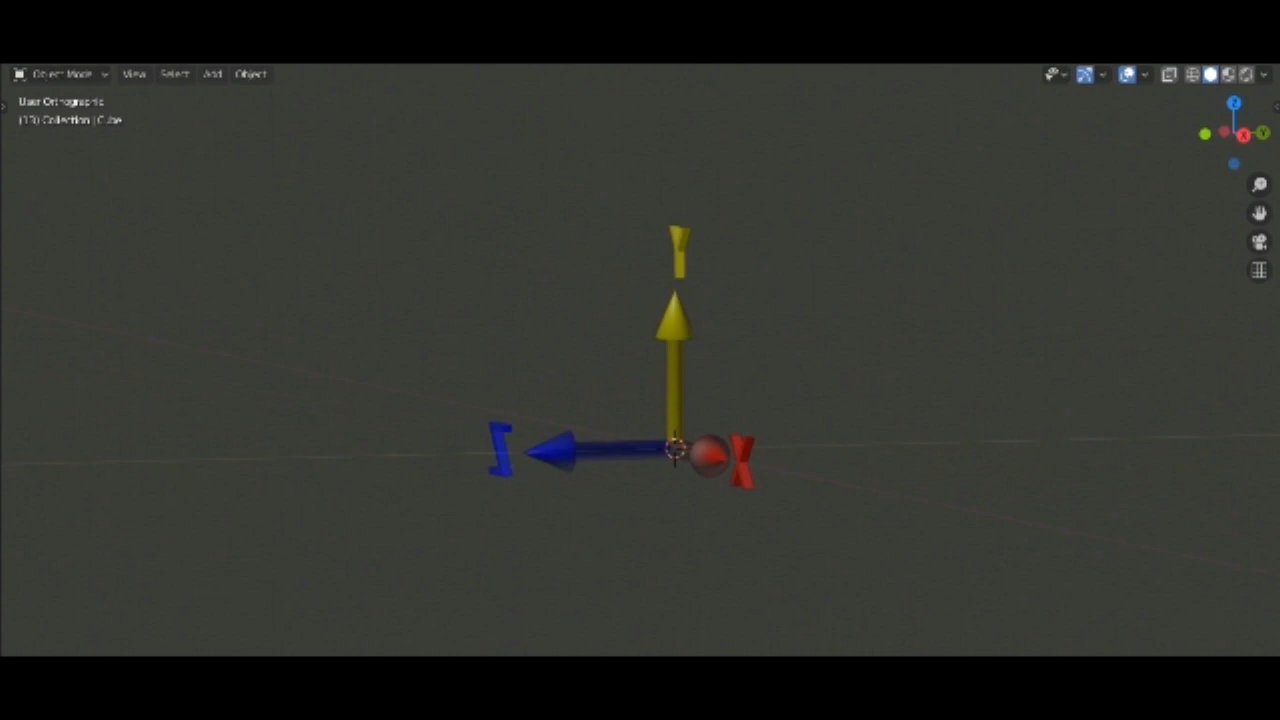 Object Mode View Select Add Object
User Orthographic
(13) Collection | Cube
Z
X Y
Y
Z X